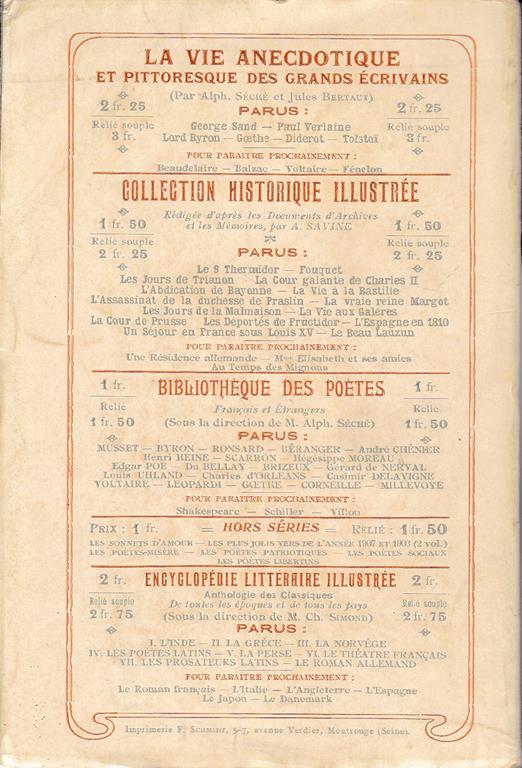 LA VIE ANECDOTIQUE
ET PITTORESQUE DES GRANDS ÉCRIVAINS
(Par Alph. SÉCHÉ et Jules BERTAUT)
2 fr. 25
2 fr. 25
PARUS :
Relié souple
George Sand — Paul Verlaine
Relié souple
3 fr.
Lord Byron — Gœthe — Diderot — Tolstoï
3 fr.
POUR PARAITRE PROCHAINEMENT :
Beaudelaire — Balzac — Voltaire — Fénelon
COLLECTION HISTORIQUE ILLUSTRÉE
1 fr. 50
Rédigée d'après les Documents d'Archives
1 fr. 50
Relié souple
et les Mémoires, par A. SAVINE
Relié souple
2 fr. 25
PARUS :
2 fr. 25
Le 9 Thermidor — Fouquet
Les Jours de Trianon — La Cour galante de Charles II
L'Abdication de Bayonne — La Vie à la Bastille
L'Assassinat de la duchesse de Praslin — La vraie reine Margot
Les Jours de la Malmaison — La Vie aux Galères
La Cour de Prusse Les Déportés de Fructidor — L'Espagne en 1810
Un Séjour en France sous Louis XV — Le Beau Lauzun
POUR PARAITRE PROCHAINEMENT :
Une Résidence allemande — Mme Elisabeth et ses amies
Au Temps des Mignons
1 fr.
BIBLIOTHÈQUE DES POÈTES
1 fr.
Relié
Français et Étrangers
Relié
1 fr. 50
(Sous la direction de M. Alph. SÉCHÉ)
1 fr. 50
PARUS :
MUSSET — BYRON — RONSARD — BÉRANGER — André CHÉNIER
Henri HEINE — SCARRON — Hégésippe MOREAU
Edgar POE Du BELLAY — BRIZEUX — Gérard de NERVAL
Louis UHLAND — Charles d'ORLÉANS — Casimir DELAVIGNE
VOLTAIRE — LEOPARDI — GŒTHE — CORNEILLE — MILLEVOYE
POUR PARAITRE PROCHAINEMENT :
Shakespeare — Schiller — Villon
PRIX : 1 fr.
= HORS SÉRIES =
RELIÉ : 1 fr. 50
LES SONNETS D'AMOUR — LES PLUS JOLIS VERS DE L'ANNÉE 1907 ET 1908 (2 vol.)
LES POÈTES-MISÈRE — LES POÈTES PATRIOTIQUES — LES POÈTES SOCIAUX
LES POÈTES LIBERTINS
2 fr.
ENCYCLOPÉDIE LITTÉRAIRE ILLUSTRÉE
2 fr.
Relié souple
Anthologie des Classiques
Relié souple
De toutes les époques et de tous les pays
2 fr. 75
(Sous la direction de M. Ch. SIMOND)
2 fr. 75
PARUS :
I. L'INDE — II. LA GRÈCE — III. LA NORVÈGE
IV. LES POÈTES LATINS — V. LA PERSE — VI. LE THÉATRE FRANÇAIS
VII. LES PROSATEURS LATINS — LE ROMAN ALLEMAND
POUR PARAITRE PROCHAINEMENT :
Le Roman français — L'Italie — L'Angleterre — L'Espagne
Le Japon — Le Danemark
Imprimerie F. SCHMIDT, 5-7, avenue Verdier, Montrouge (Seine).